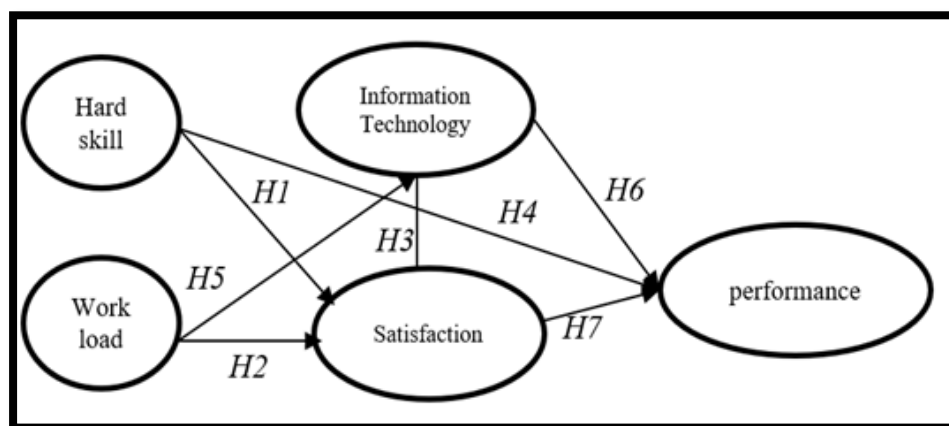 Hard
skill
Information
Technology
H1
H4
H6
H3
H5
Work
load
Satisfaction
performance
H2
H7